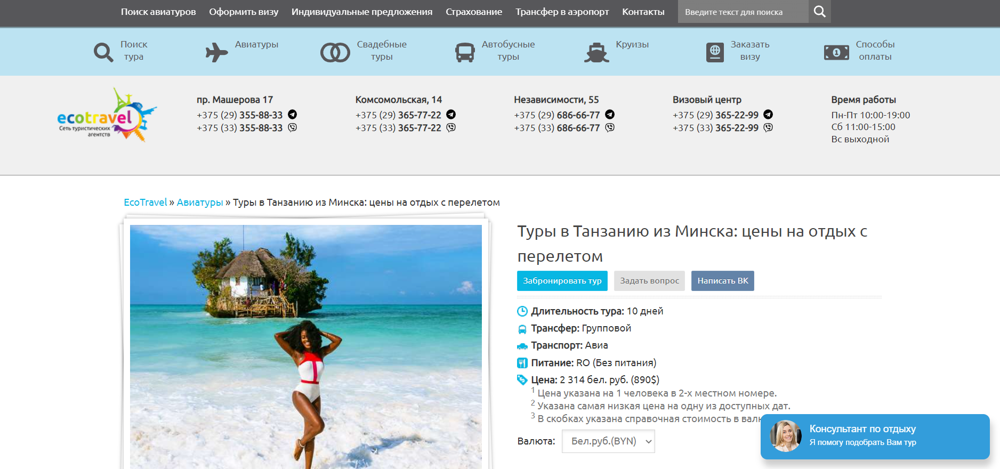 Поиск авиатуров Оформить визу Индивидуальные предложения Страхование Трансфер в аэропорт Контакты Введите текст для поиска
Поиск
тура
Авиатуры
Свадебные
туры
Автобусные
туры
Круизы
Заказать
визу
Способы
оплаты
ecotravel
Сеть туристических
агентств
пр. Машерова 17
+375 (29) 355-88-33
+375 (33) 355-88-33
Комсомольская, 14
+375 (29) 365-77-22
+375 (33) 365-77-22
Независимости, 55
+375 (29) 686-66-77
+375 (33) 686-66-77
Визовый центр
+375 (29) 365-22-99
+375 (33) 365-22-99
Время работы
Пн-Пт 10:00-19:00
Сб 11:00-15:00
Вс выходной
EcoTravel » Авиатуры » Туры в Танзанию из Минска: цены на отдых с перелетом
Туры в Танзанию из Минска: цены на отдых с
перелетом
Забронировать тур Задать вопрос Написать ВК
Длительность тура: 10 дней
Трансфер: Групповой
Транспорт: Авиа
Питание: RO (Без питания)
Цена: 2 314 бел. руб. (890$)
1 Цена указана на 1 человека в 2-х местном номере.
2 Указана самая низкая цена на одну из доступных дат.
3 В скобках указана справочная стоимость в
Валюта: Бел.руб.(BYN)
Консультант по отдыху
Я помогу подобрать Вам тур